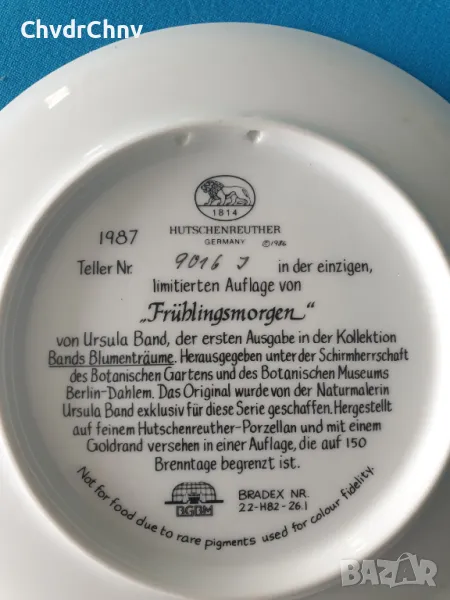 ChvdrChny
1814
HUTSCHENREUTHER
GERMANY ©1986
1987
Teller Nr. 9016 J in der einzigen,
limitierten Auflage von
„Frühlingsmorgen"
von Ursula Band, der ersten Ausgabe in der Kollektion
Bands Blumenträume. Herausgegeben unter der Schirmherrschaft
des Botanischen Gartens und des Botanischen Museums
Berlin-Dahlem. Das Original wurde von der Naturmalerin
Ursula Band exklusiv für diese Serie geschaffen. Hergestellt
auf feinem Hutschenreuther-Porzellan und mit einem
Goldrand versehen in einer Auflage, die auf 150
Brenntage begrenzt ist.
BGBM
BRADEX NR.
22-H82-26.1
Not for food due to rare pigments used for colour fidelity.
BAZAR.bg